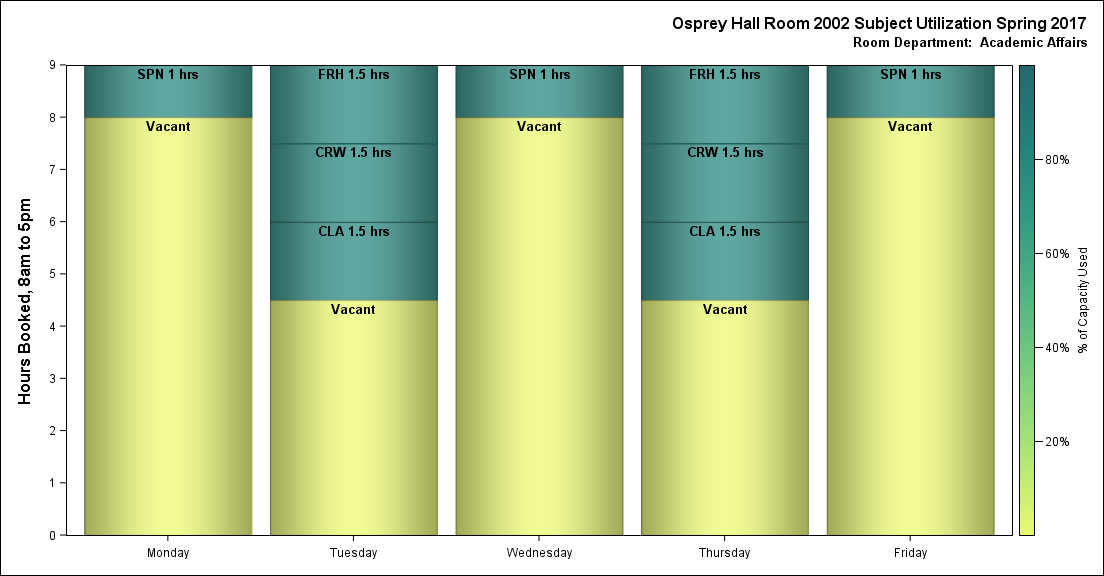 Osprey Hall Room 2002 Subject Utilization Spring 2017
Room Department:  Academic Affairs
Hours Booked, 8am to 5pm
9
8
7
6
5
4
3
2
1
0
SPN 1 hrs
Vacant
Monday
FRH 1.5 hrs
CRW 1.5 hrs
CLA 1.5 hrs
Vacant
Tuesday
SPN 1 hrs
Vacant
Wednesday
FRH 1.5 hrs
CRW 1.5 hrs
CLA 1.5 hrs
Vacant
Thursday
SPN 1 hrs
Vacant
Friday
80%
60%
40%
20%
% of Capacity Used